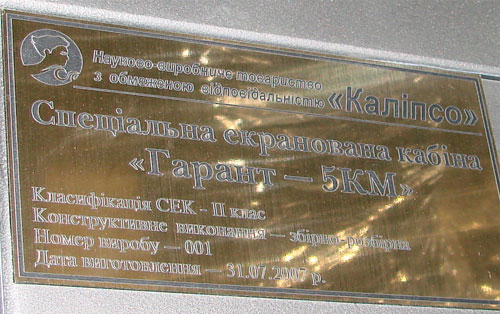 Науково-виробниче товариство
з обмеженою відповідальністю «Каліпсо»
Спеціальна екранована кабіна
«Гарант – 5КМ»
Класифікація СЕК - II клас
Конструктивне виконання – збірно-розбірна
Номер виробу – 001
Дата виготовлення – 31.07.2007 р.